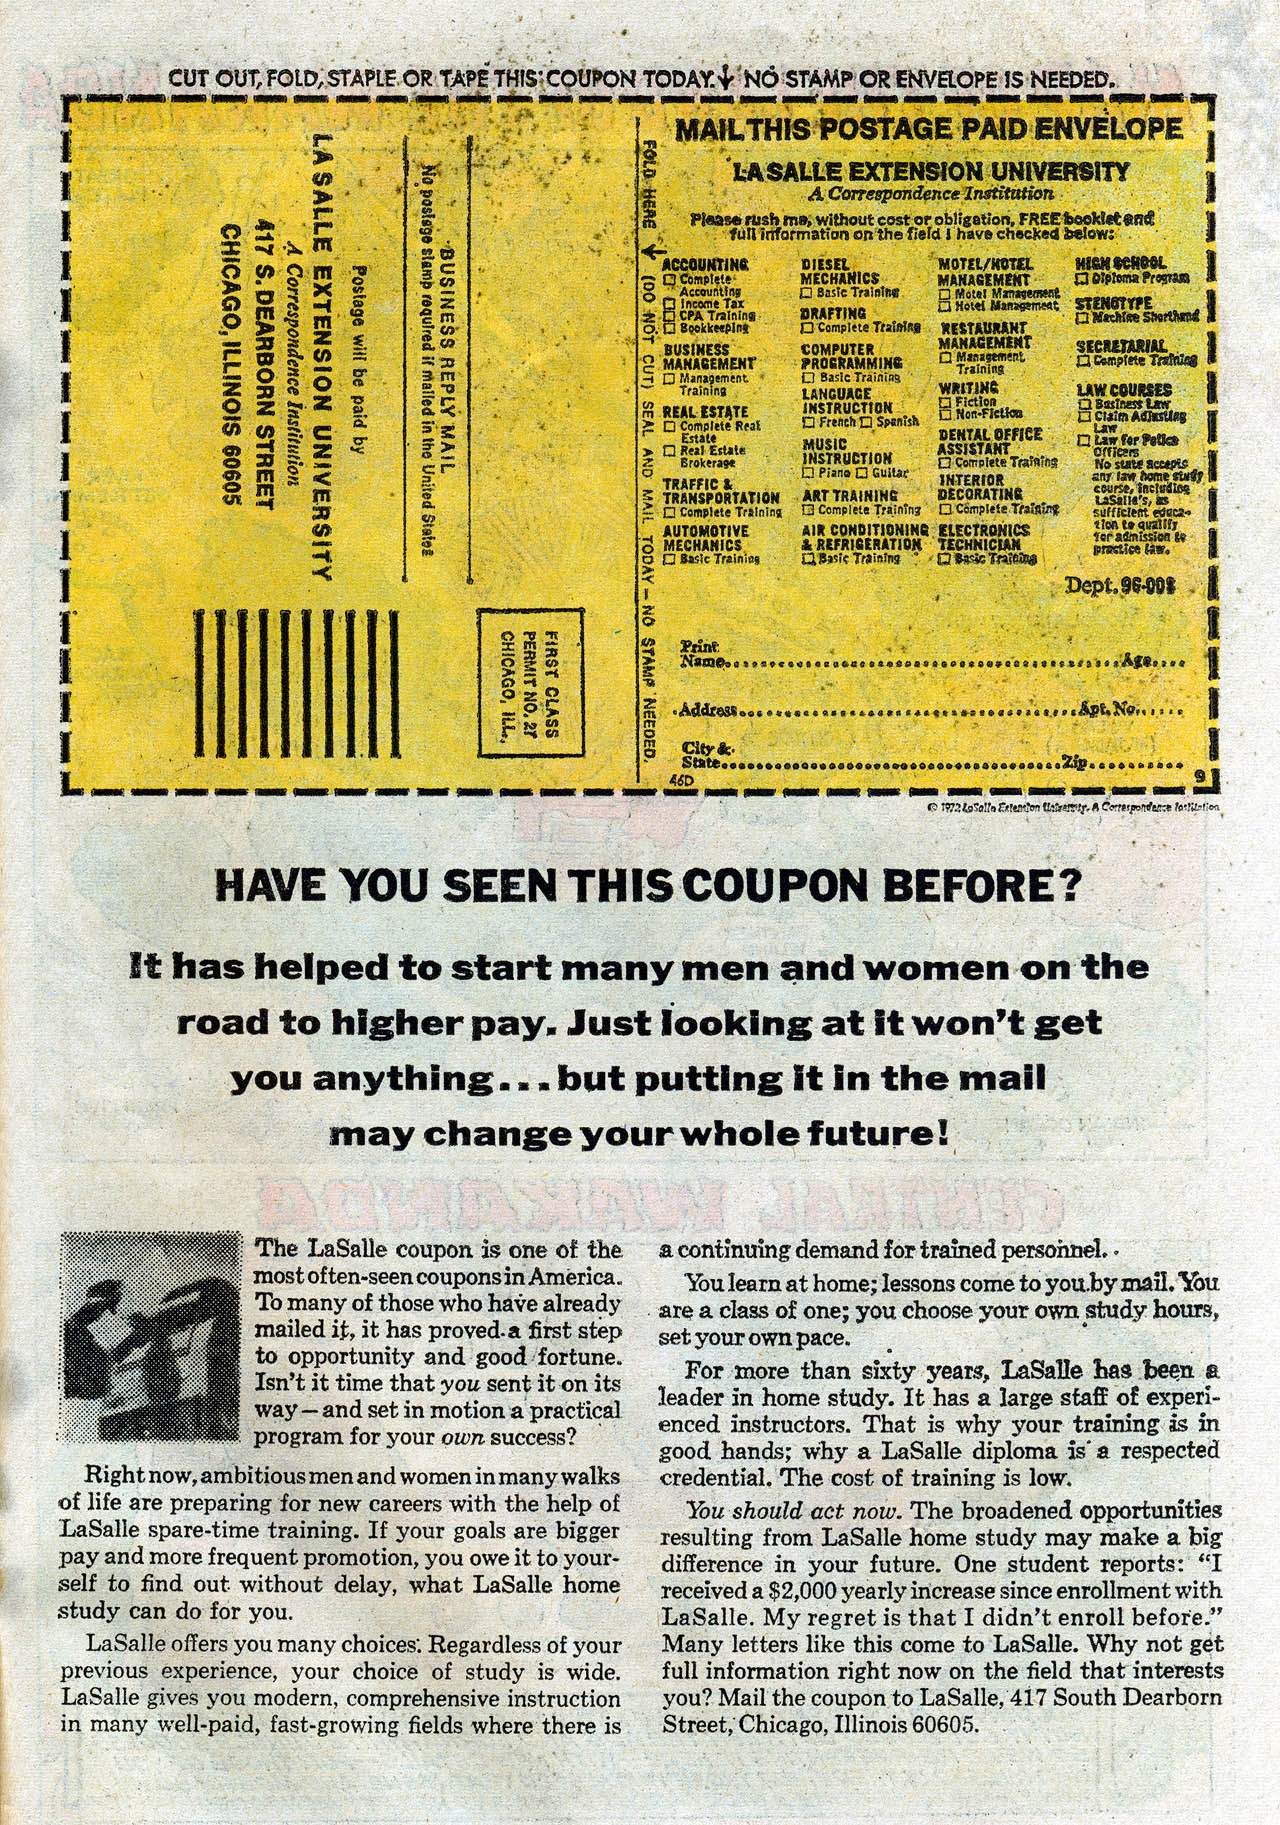 CUT OUT, FOLD, STAPLE OR TAPE THIS COUPON TODAY. NO STAMP OR ENVELOPE IS NEEDED.
FIRST CLASS
PERMIT NO. 27
CHICAGO, ILL.
BUSINESS REPLY MAIL
No postage stamp required if mailed in the United States
Postage will be paid by
LA SALLE EXTENSION UNIVERSITY
A Correspondence Institution
417 S. DEARBORN STREET
CHICAGO, ILLINOIS 60605
FOLD HERE (DO NOT CUT) SEAL AND MAIL TODAY — NO STAMP NEEDED.
MAIL THIS POSTAGE PAID ENVELOPE
LA SALLE EXTENSION UNIVERSITY
A Correspondence Institution
Please rush me, without cost or obligation, FREE booklet and
full information on the field I have checked below:
ACCOUNTING
☐ Complete
Accounting
☐ Income Tax
☐ CPA Training
☐ Bookkeeping
BUSINESS
MANAGEMENT
☐ Management
Training
REAL ESTATE
☐ Complete Real
Estate
☐ Real Estate
Brokerage
TRAFFIC &
TRANSPORTATION
☐ Complete Training
AUTOMOTIVE
MECHANICS
☐ Basic Training
DIESEL
MECHANICS
☐ Basic Training
DRAFTING
☐ Complete Training
COMPUTER
PROGRAMMING
☐ Basic Training
LANGUAGE
INSTRUCTION
☐ French ☐ Spanish
MUSIC
INSTRUCTION
☐ Piano ☐ Guitar
ART TRAINING
☐ Complete Training
AIR CONDITIONING
& REFRIGERATION
☐ Basic Training
MOTEL/HOTEL
MANAGEMENT
☐ Motel Management
☐ Hotel Management
RESTAURANT
MANAGEMENT
☐ Management
Training
WRITING
☐ Fiction
☐ Non-Fiction
DENTAL OFFICE
ASSISTANT
☐ Complete Training
INTERIOR
DECORATING
☐ Complete Training
ELECTRONICS
TECHNICIAN
☐ Basic Training
HIGH SCHOOL
☐ Diploma Program
STENOTYPE
☐ Machine Shorthand
SECRETARIAL
☐ Complete Training
LAW COURSES
☐ Business Law
☐ Claim Adjusting
Law
☐ Law for Police
Officers
No state accepts
any law home study
course, including
LaSalle's, as
sufficient educa-
tion to qualify
for admission to
practice law.
Dept. 96-008
Print
Name Age
Address Apt. No.
City &
State Zip
46D 9
© 1972 LaSalle Extension University, A Correspondence Institution
HAVE YOU SEEN THIS COUPON BEFORE?
It has helped to start many men and women on the
road to higher pay. Just looking at it won't get
you anything...but putting it in the mail
may change your whole future!
The LaSalle coupon is one of the
most often-seen coupons in America.
To many of those who have already
mailed it, it has proved a first step
to opportunity and good fortune.
Isn't it time that you sent it on its
way—and set in motion a practical
program for your own success?
Right now, ambitious men and women in many walks
of life are preparing for new careers with the help of
LaSalle spare-time training. If your goals are bigger
pay and more frequent promotion, you owe it to your-
self to find out without delay, what LaSalle home
study can do for you.
LaSalle offers you many choices. Regardless of your
previous experience, your choice of study is wide.
LaSalle gives you modern, comprehensive instruction
in many well-paid, fast-growing fields where there is
a continuing demand for trained personnel.
You learn at home; lessons come to you by mail. You
are a class of one; you choose your own study hours,
set your own pace.
For more than sixty years, LaSalle has been a
leader in home study. It has a large staff of experi-
enced instructors. That is why your training is in
good hands; why a LaSalle diploma is a respected
credential. The cost of training is low.
You should act now. The broadened opportunities
resulting from LaSalle home study may make a big
difference in your future. One student reports: "I
received a $2,000 yearly increase since enrollment with
LaSalle. My regret is that I didn't enroll before."
Many letters like this come to LaSalle. Why not get
full information right now on the field that interests
you? Mail the coupon to LaSalle, 417 South Dearborn
Street, Chicago, Illinois 60605.